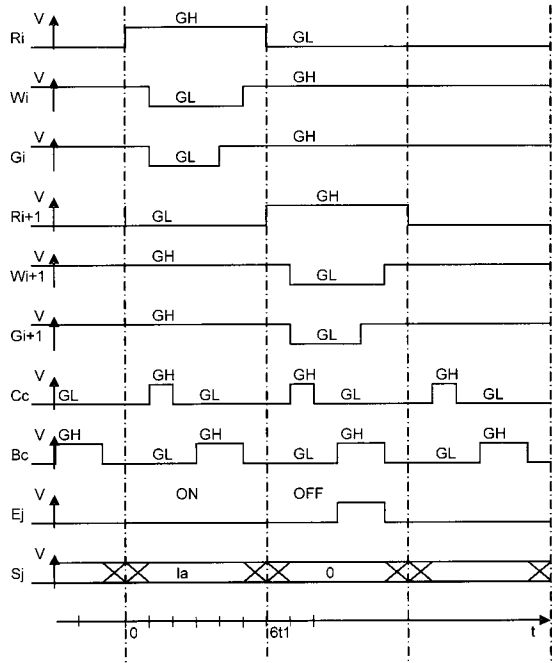 V GH
Ri GL
V GH
Wi GL
V GH
Gi GL
V GH
Ri+1 GL
V GH
Wi+1 GL
V GH
Gi+1 GL
V GH GH GH
Cc GL GL GL GL
V GH GH GH GH
Bc GL GL GL
V ON OFF
Ej
V
Sj Ia 0
0 6t1 t